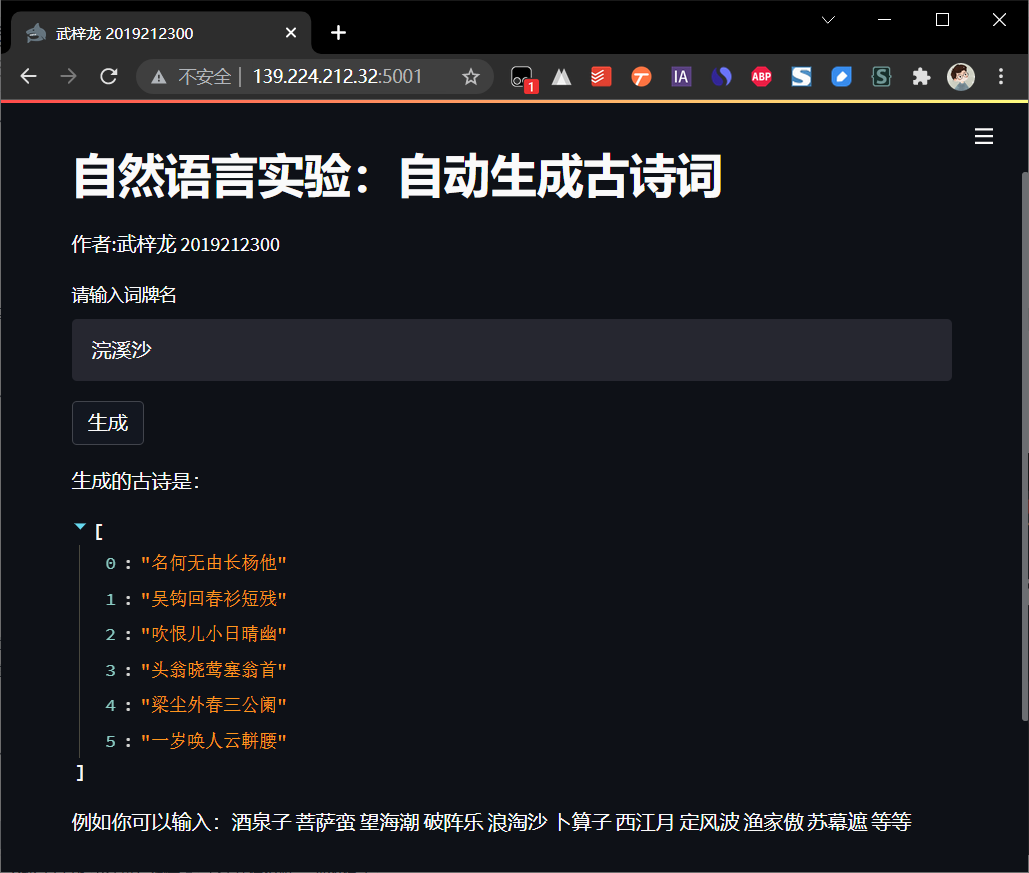 武梓龙 2019212300
不安全 | 139.224.212.32:5001
1
IA
ABP
自然语言实验：自动生成古诗词
作者:武梓龙 2019212300
请输入词牌名
浣溪沙
生成
生成的古诗是：
[
0 : "名何无由长杨他"
1 : "吴钩回春衫短残"
2 : "吹恨儿小日晴幽"
3 : "头翁晓莺塞翁首"
4 : "梁尘外春三公阑"
5 : "一岁唤人云軿腰"
]
例如你可以输入：酒泉子 菩萨蛮 望海潮 破阵乐 浪淘沙 卜算子 西江月 定风波 渔家傲 苏幕遮 等等